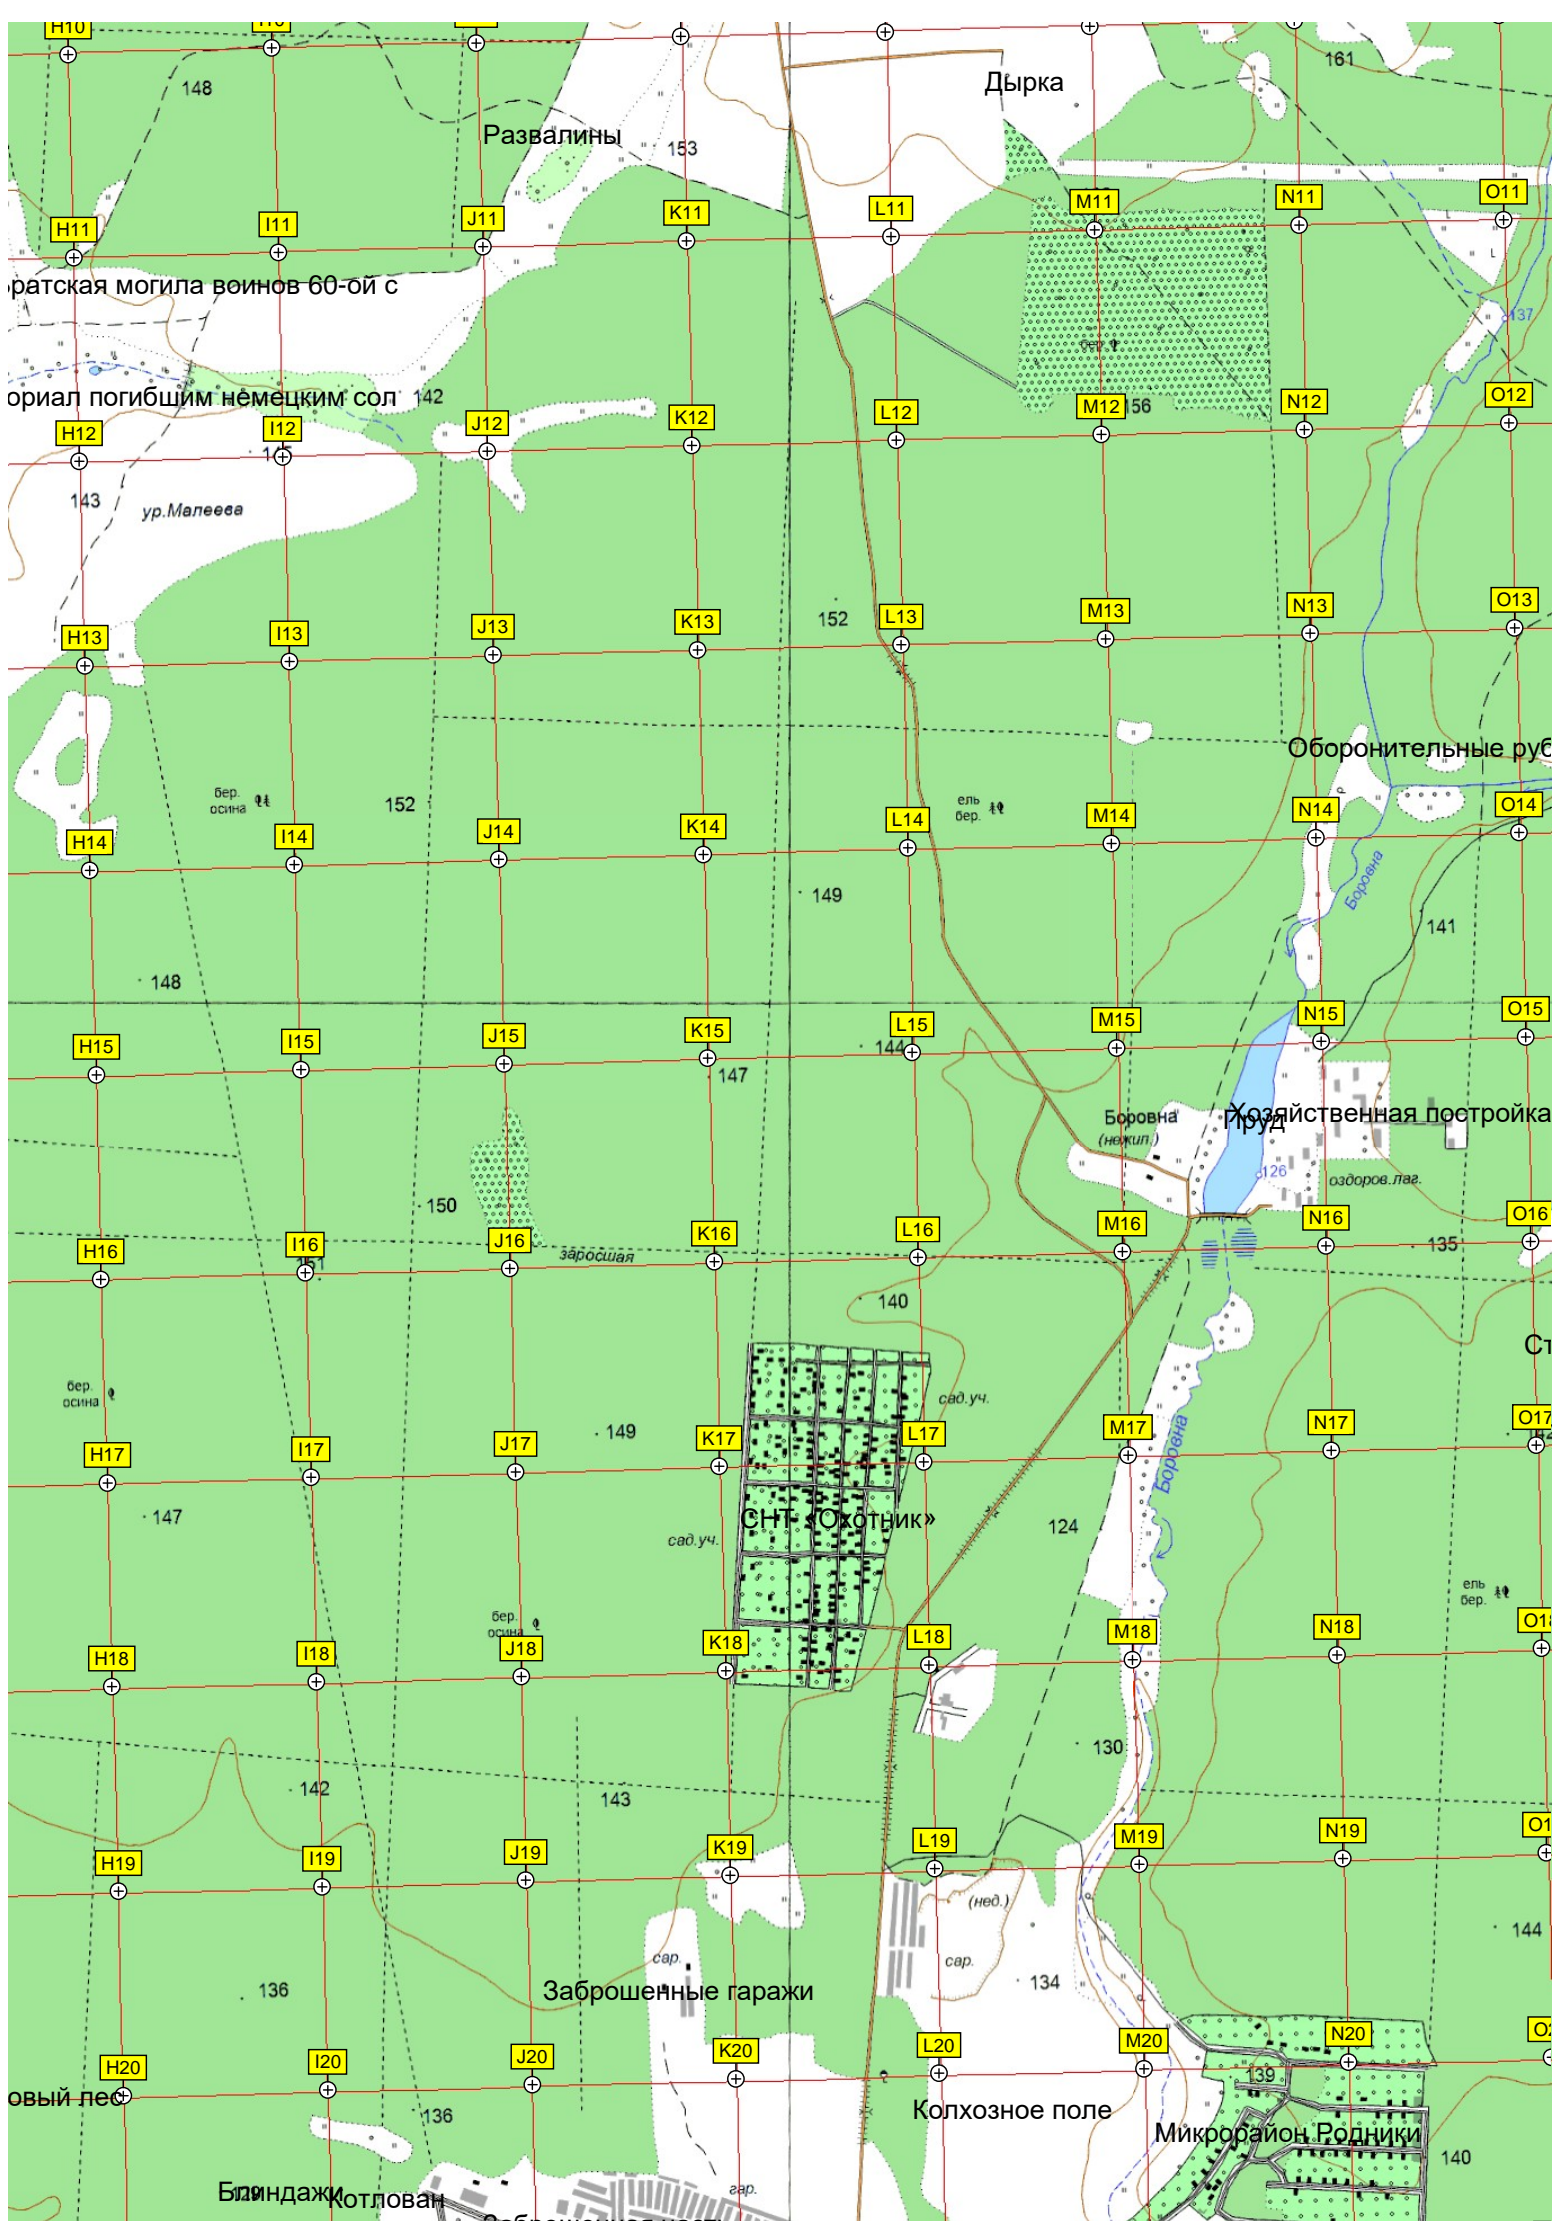 H10
Дырка
161
148
Развалины
153
H11
I11
J11
K11
L11
M11
N11
O11
ратская могила воинов 60-ой с
137
ориал погибшим немецким сол
142
H12
I12
J12
K12
L12
M12
156
N12
O12
143
ур.Малеева
152
H13
I13
J13
K13
L13
M13
N13
O13
Оборонительные руб
бер.
осина
152
ель
бер.
H14
I14
J14
K14
L14
M14
N14
O14
149
Боровна
141
148
H15
I15
J15
K15
L15
M15
N15
O15
144
147
Боровна
(нежил.)
Пруд
Хозяйственная постройка
126
оздоров.лаг.
150
H16
I16
J16
заросшая
K16
L16
M16
N16
O16
151
135
140
Ст
бер.
осина
сад.уч.
149
H17
I17
J17
K17
L17
M17
N17
O17
Боровна
147
СНТ «Охотник»
124
сад.уч.
ель
бер.
бер.
осина
H18
I18
J18
K18
L18
M18
N18
O18
130
142
143
H19
I19
J19
K19
L19
M19
N19
O1
(нед.)
144
сар.
сар.
134
136
Заброшенные гаражи
H20
I20
J20
K20
L20
M20
N20
O2
139
овый лес
136
Колхозное поле
Микрорайон Родники
140
Блиндажи
Котлован
гар.